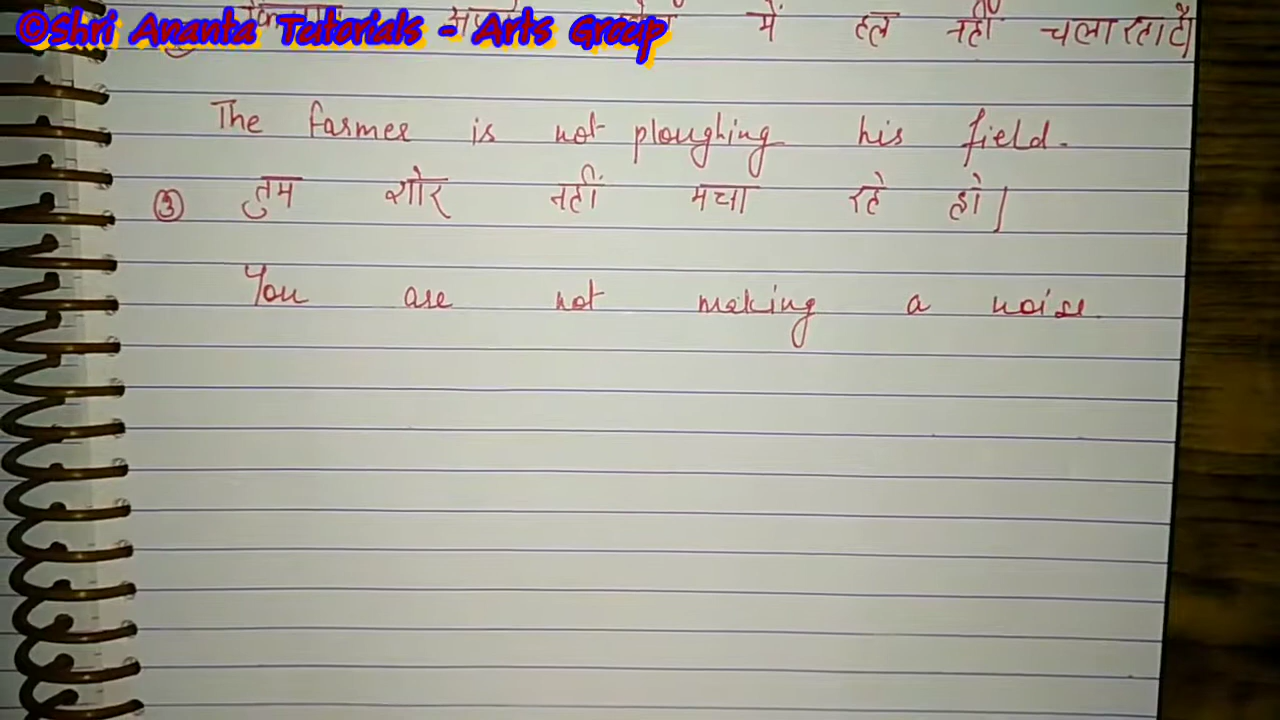 ©Shri Ananta Tutorials - Arts Group
में हल नहीं चला रहा है
The farmer is not ploughing his field.
③ तुम शोर नहीं मचा रहे हो।
You are not making a noise.